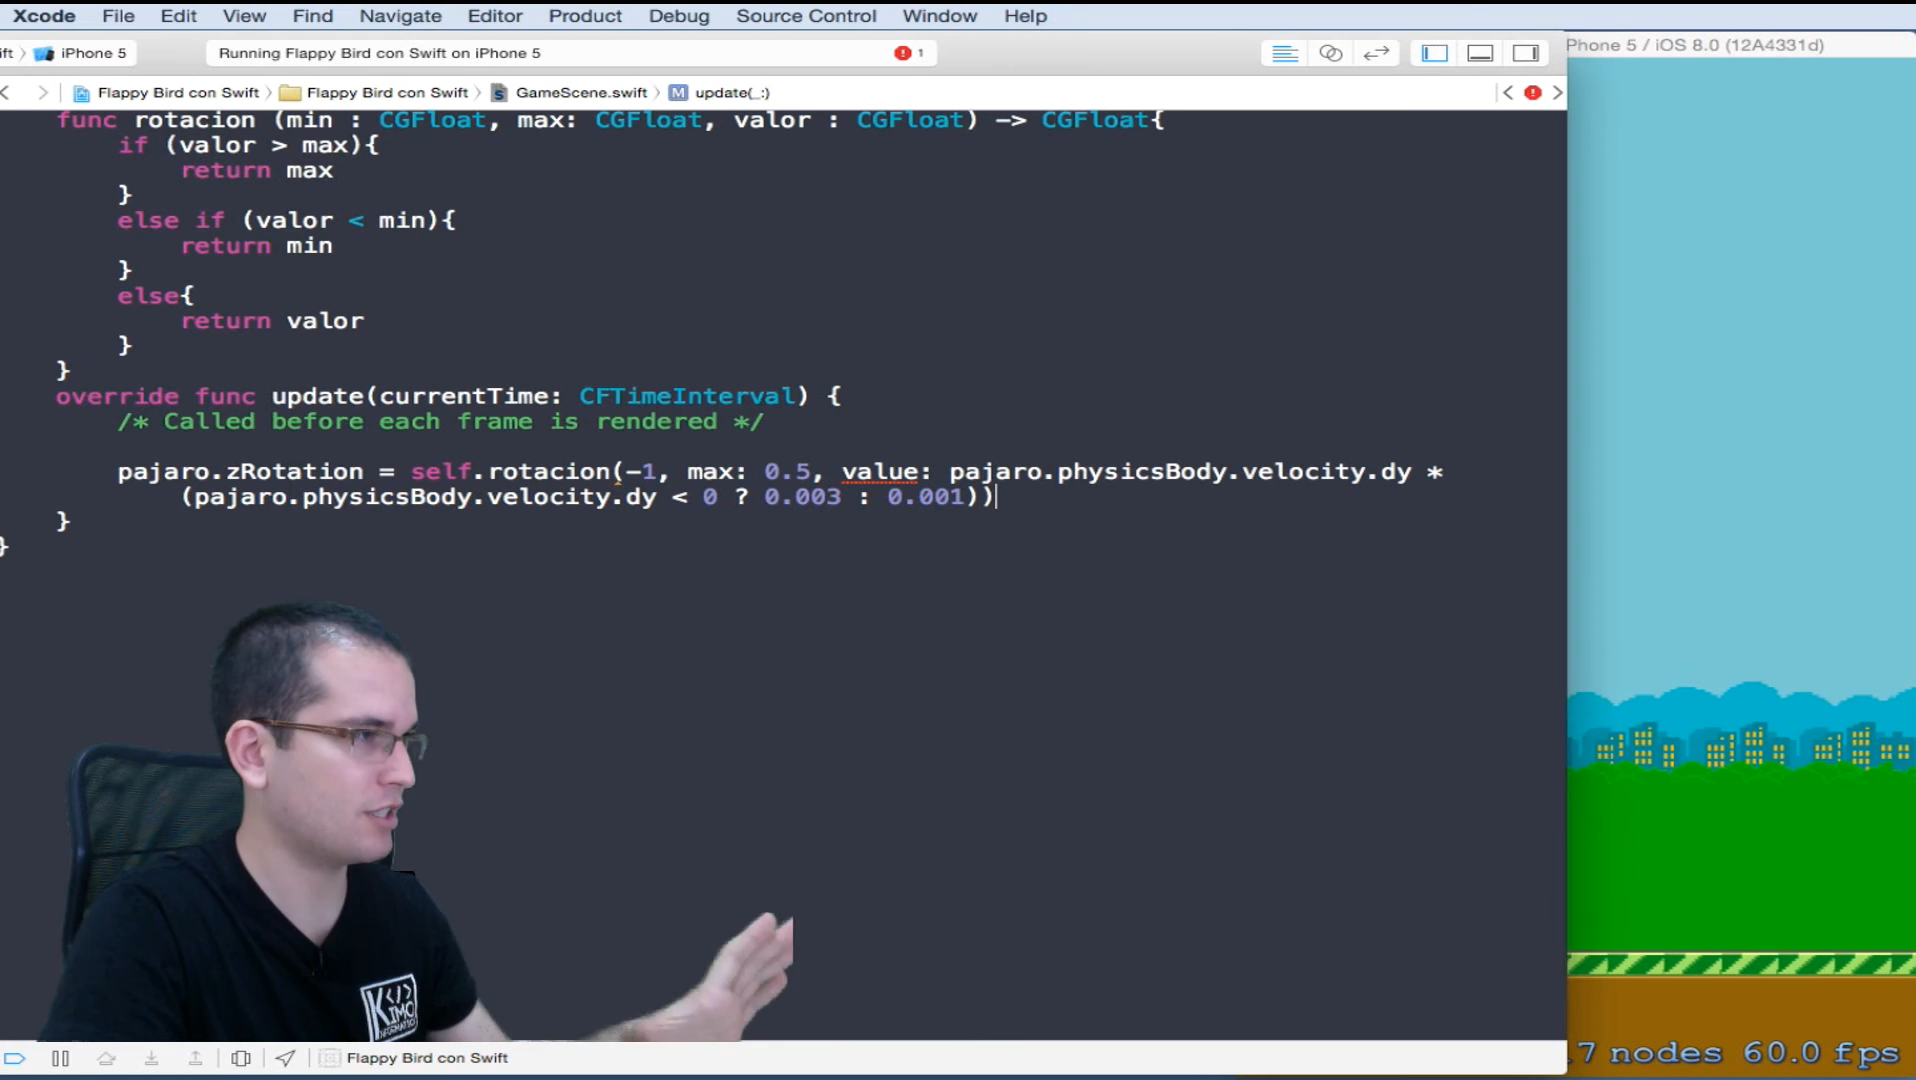 Xcode File Edit View Find Navigate Editor Product Debug Source Control Window Help
ift iPhone 5 Running Flappy Bird con Swift on iPhone 5 1
Phone 5 / iOS 8.0 (12A4331d)
Flappy Bird con Swift Flappy Bird con Swift GameScene.swift M update(_:)
func rotacion (min : CGFloat, max: CGFloat, valor : CGFloat) -> CGFloat{
if (valor > max){
return max
}
else if (valor < min){
return min
}
else{
return valor
}
}
override func update(currentTime: CFTimeInterval) {
/* Called before each frame is rendered */
pajaro.zRotation = self.rotacion(-1, max: 0.5, value: pajaro.physicsBody.velocity.dy *
(pajaro.physicsBody.velocity.dy < 0 ? 0.003 : 0.001))
}
}
K</>
IMO
INFORMATICS
Flappy Bird con Swift
7 nodes 60.0 fps